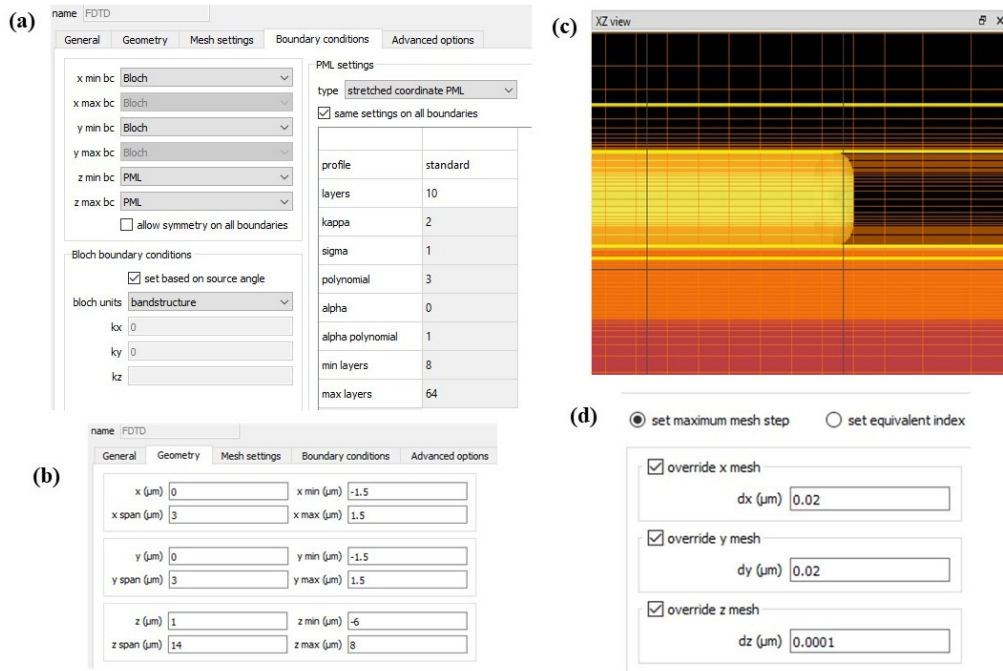 (a)
name FDTD
General Geometry Mesh settings Boundary conditions Advanced options
x min bc Bloch
x max bc Bloch
y min bc Bloch
y max bc Bloch
z min bc PML
z max bc PML
allow symmetry on all boundaries
Bloch boundary conditions
set based on source angle
bloch units bandstructure
kx 0
ky 0
kz
PML settings
type stretched coordinate PML
same settings on all boundaries
profile standard
layers 10
kappa 2
sigma 1
polynomial 3
alpha 0
alpha polynomial 1
min layers 8
max layers 64
(b)
name FDTD
General Geometry Mesh settings Boundary conditions Advanced options
x (μm) 0 x min (μm) -1.5
x span (μm) 3 x max (μm) 1.5
y (μm) 0 y min (μm) -1.5
y span (μm) 3 y max (μm) 1.5
z (μm) 1 z min (μm) -6
z span (μm) 14 z max (μm) 8
(c)
XZ view
(d)
set maximum mesh step set equivalent index
override x mesh
dx (μm) 0.02
override y mesh
dy (μm) 0.02
override z mesh
dz (μm) 0.0001